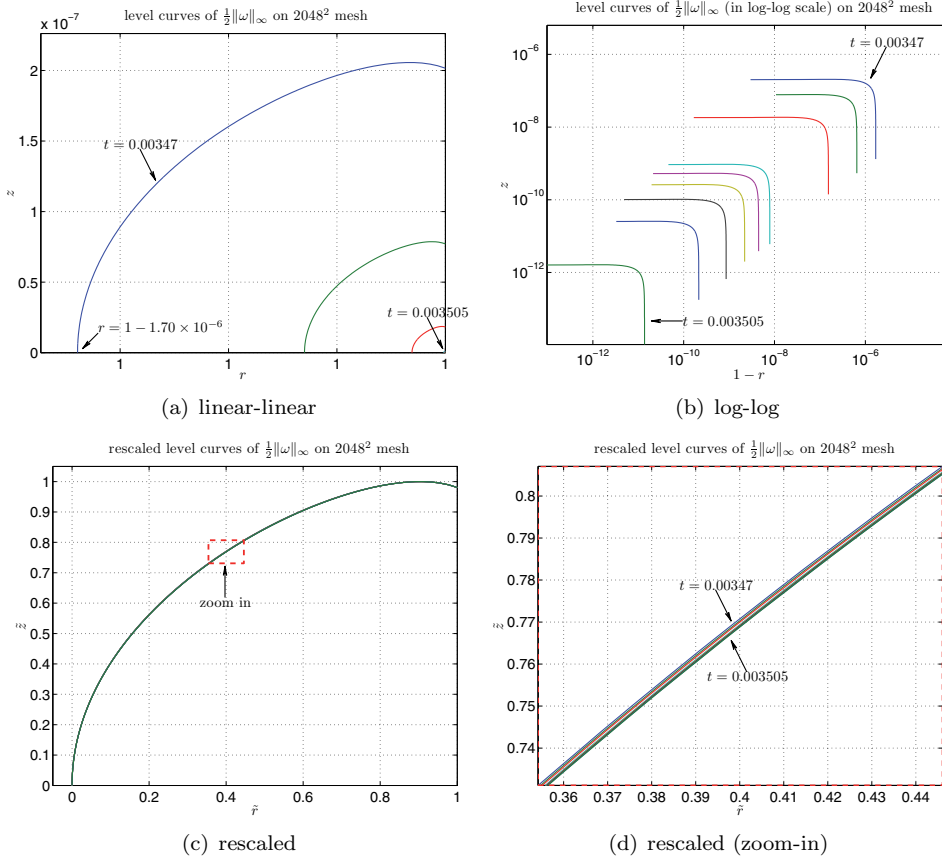 level curves of ½‖ω‖∞ on 2048² mesh
x 10⁻⁷
2
1.5
1
0.5
0
z
t = 0.00347
t = 0.003505
r = 1 − 1.70 × 10⁻⁶
1
1
1
1
r
(a) linear-linear
level curves of ½‖ω‖∞ (in log-log scale) on 2048² mesh
10⁻⁶
10⁻⁸
10⁻¹⁰
10⁻¹²
z
t = 0.00347
t = 0.003505
10⁻¹²
10⁻¹⁰
10⁻⁸
10⁻⁶
1 − r
(b) log-log
rescaled level curves of ½‖ω‖∞ on 2048² mesh
1
0.9
0.8
0.7
0.6
0.5
0.4
0.3
0.2
0.1
0
z̃
zoom in
0
0.2
0.4
0.6
0.8
1
r̃
(c) rescaled
rescaled level curves of ½‖ω‖∞ on 2048² mesh
0.8
0.79
0.78
0.77
0.76
0.75
0.74
z̃
t = 0.00347
t = 0.003505
0.36
0.37
0.38
0.39
0.4
0.41
0.42
0.43
0.44
r̃
(d) rescaled (zoom-in)